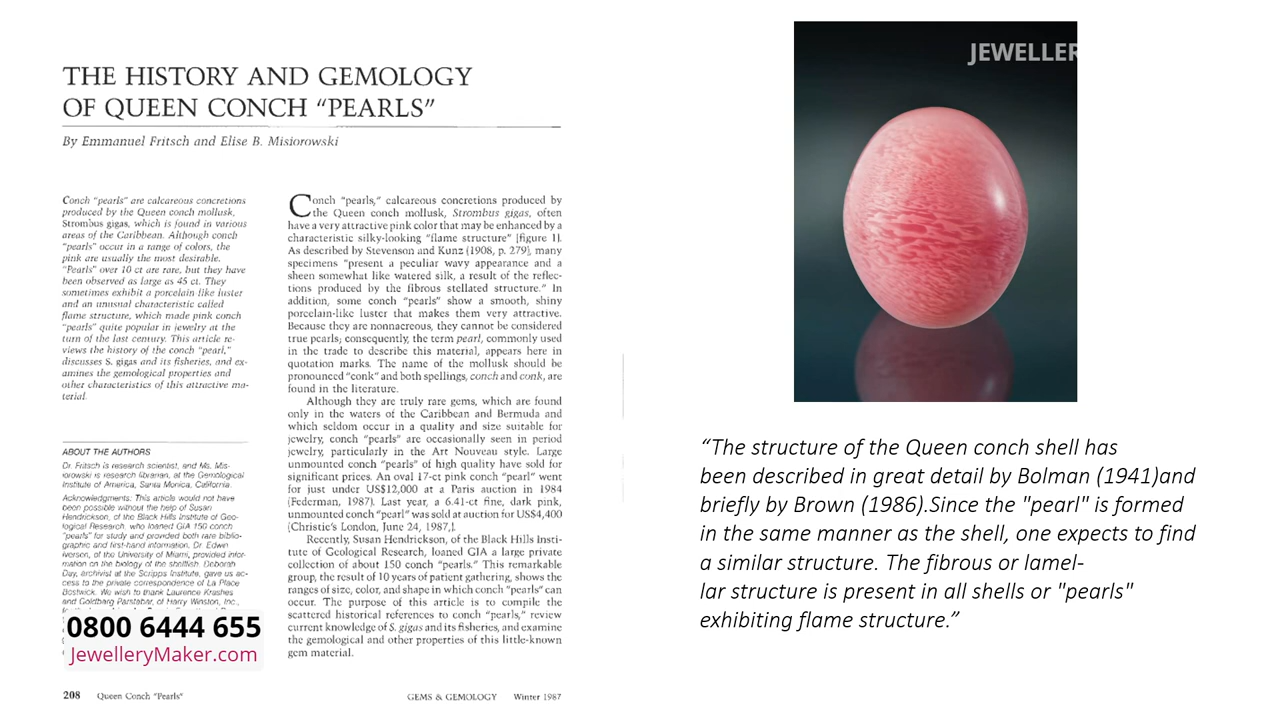 THE HISTORY AND GEMOLOGY
OF QUEEN CONCH “PEARLS”
By Emmanuel Fritsch and Elise B. Misiorowski
Conch “pearls” are calcareous concretions
produced by the Queen conch mollusk,
Strombus gigas, which is found in various
areas of the Caribbean. Although conch
“pearls” occur in a range of colors, the
pink are usually the most desirable.
“Pearls” over 10 ct are rare, but they have
been observed as large as 45 ct. They
sometimes exhibit a porcelain like luster
and an unusual characteristic called
flame structure, which made pink conch
“pearls” quite popular in jewelry at the
turn of the last century. This article re-
views the history of the conch “pearl,”
discusses S. gigas and its fisheries, and ex-
amines the gemological properties and
other characteristics of this attractive ma-
terial.
ABOUT THE AUTHORS
Dr. Fritsch is research scientist, and Ms. Mis-
iorowski is research librarian, at the Gemological
Institute of America, Santa Monica, California.
Acknowledgments: This article would not have
been possible without the help of Susan
Hendrickson, of the Black Hills Institute of Geo-
logical Research, who loaned GIA 150 conch
“pearls” for study and provided both rare biblio-
graphic and first-hand information. Dr. Edwin
Iversen, of the University of Miami, provided infor-
mation on the biology of the shellfish. Deborah
Day, archivist at the Scripps Institute, gave us ac-
cess to the private correspondence of La Place
Bostwick. We wish to thank Laurence Krashes
and Goldberg Parstabar, of Harry Winston, Inc.,
0800 6444 655
JewelleryMaker.com
Conch “pearls,” calcareous concretions produced by
the Queen conch mollusk, Strombus gigas, often
have a very attractive pink color that may be enhanced by a
characteristic silky-looking “flame structure” (figure 1).
As described by Stevenson and Kunz (1908, p. 279), many
specimens “present a peculiar wavy appearance and a
sheen somewhat like watered silk, a result of the reflec-
tions produced by the fibrous stellated structure.” In
addition, some conch “pearls” show a smooth, shiny
porcelain-like luster that makes them very attractive.
Because they are nonnacreous, they cannot be considered
true pearls; consequently, the term pearl, commonly used
in the trade to describe this material, appears here in
quotation marks. The name of the mollusk should be
pronounced “conk” and both spellings, conch and conk, are
found in the literature.
Although they are truly rare gems, which are found
only in the waters of the Caribbean and Bermuda and
which seldom occur in a quality and size suitable for
jewelry, conch “pearls” are occasionally seen in period
jewelry, particularly in the Art Nouveau style. Large
unmounted conch “pearls” of high quality have sold for
significant prices. An oval 17-ct pink conch “pearl” went
for just under US$12,000 at a Paris auction in 1984
(Federman, 1987). Last year, a 6.41-ct fine, dark pink,
unmounted conch “pearl” was sold at auction for US$4,400
(Christie's London, June 24, 1987,).
Recently, Susan Hendrickson, of the Black Hills Insti-
tute of Geological Research, loaned GIA a large private
collection of about 150 conch “pearls.” This remarkable
group, the result of 10 years of patient gathering, shows the
ranges of size, color, and shape in which conch “pearls” can
occur. The purpose of this article is to compile the
scattered historical references to conch “pearls,” review
current knowledge of S. gigas and its fisheries, and examine
the gemological and other properties of this little-known
gem material.
208 Queen Conch “Pearls”
GEMS & GEMOLOGY Winter 1987
JEWELLER
“The structure of the Queen conch shell has
been described in great detail by Bolman (1941)and
briefly by Brown (1986).Since the "pearl" is formed
in the same manner as the shell, one expects to find
a similar structure. The fibrous or lamel-
lar structure is present in all shells or "pearls"
exhibiting flame structure.”